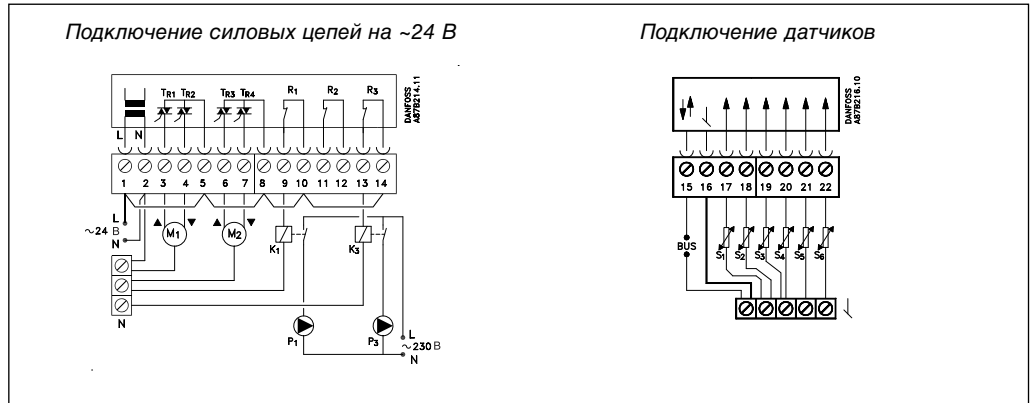 Подключение силовых цепей на ~24 В
Подключение датчиков
TR1 TR2 TR3 TR4 R1 R2 R3
DANFOSS
A87B214.11
L N
1 2 3 4 5 6 7 8 9 10 11 12 13 14
L
~24 В
N
M1 M2 K1 K3
N
P1 P3
L
~230 В
N
DANFOSS
A87B216.10
15 16 17 18 19 20 21 22
BUS
S1 S2 S3 S4 S5 S6